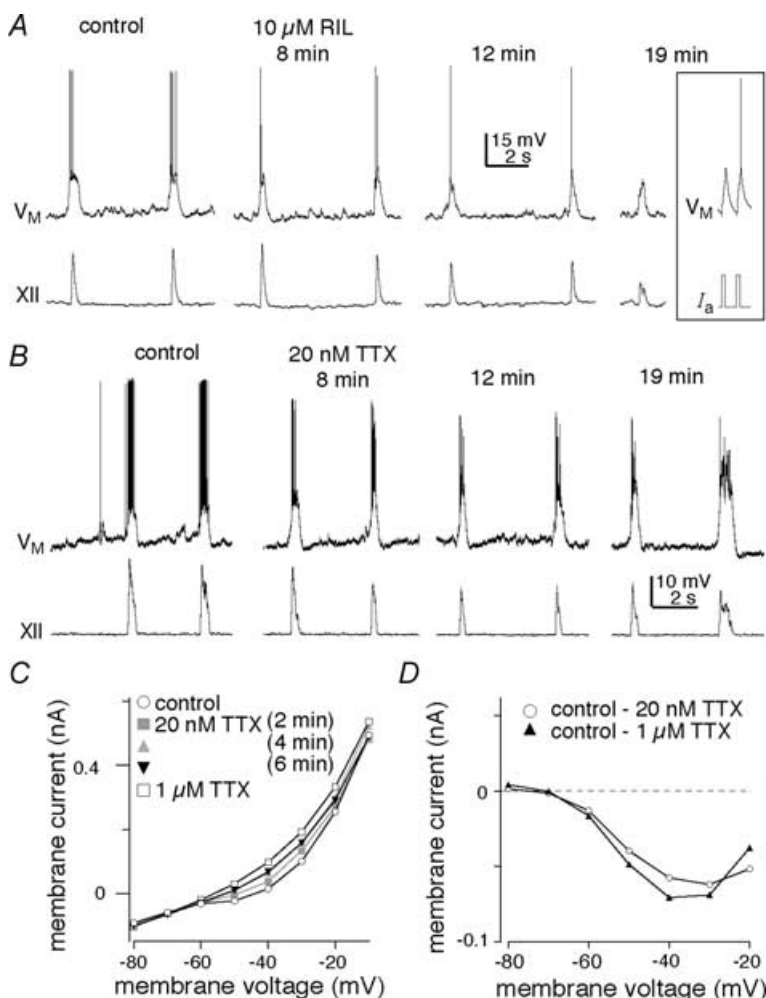 A
control
10 µM RIL
8 min
12 min
19 min
15 mV
2 s
VM
VM
XII
Ia
B
control
20 nM TTX
8 min
12 min
19 min
VM
10 mV
2 s
XII
C
control
20 nM TTX (2 min)
(4 min)
(6 min)
1 µM TTX
membrane current (nA)
0.4
0
-80
-60
-40
-20
membrane voltage (mV)
D
control - 20 nM TTX
control - 1 µM TTX
membrane current (nA)
0
-0.1
-80
-60
-40
-20
membrane voltage (mV)